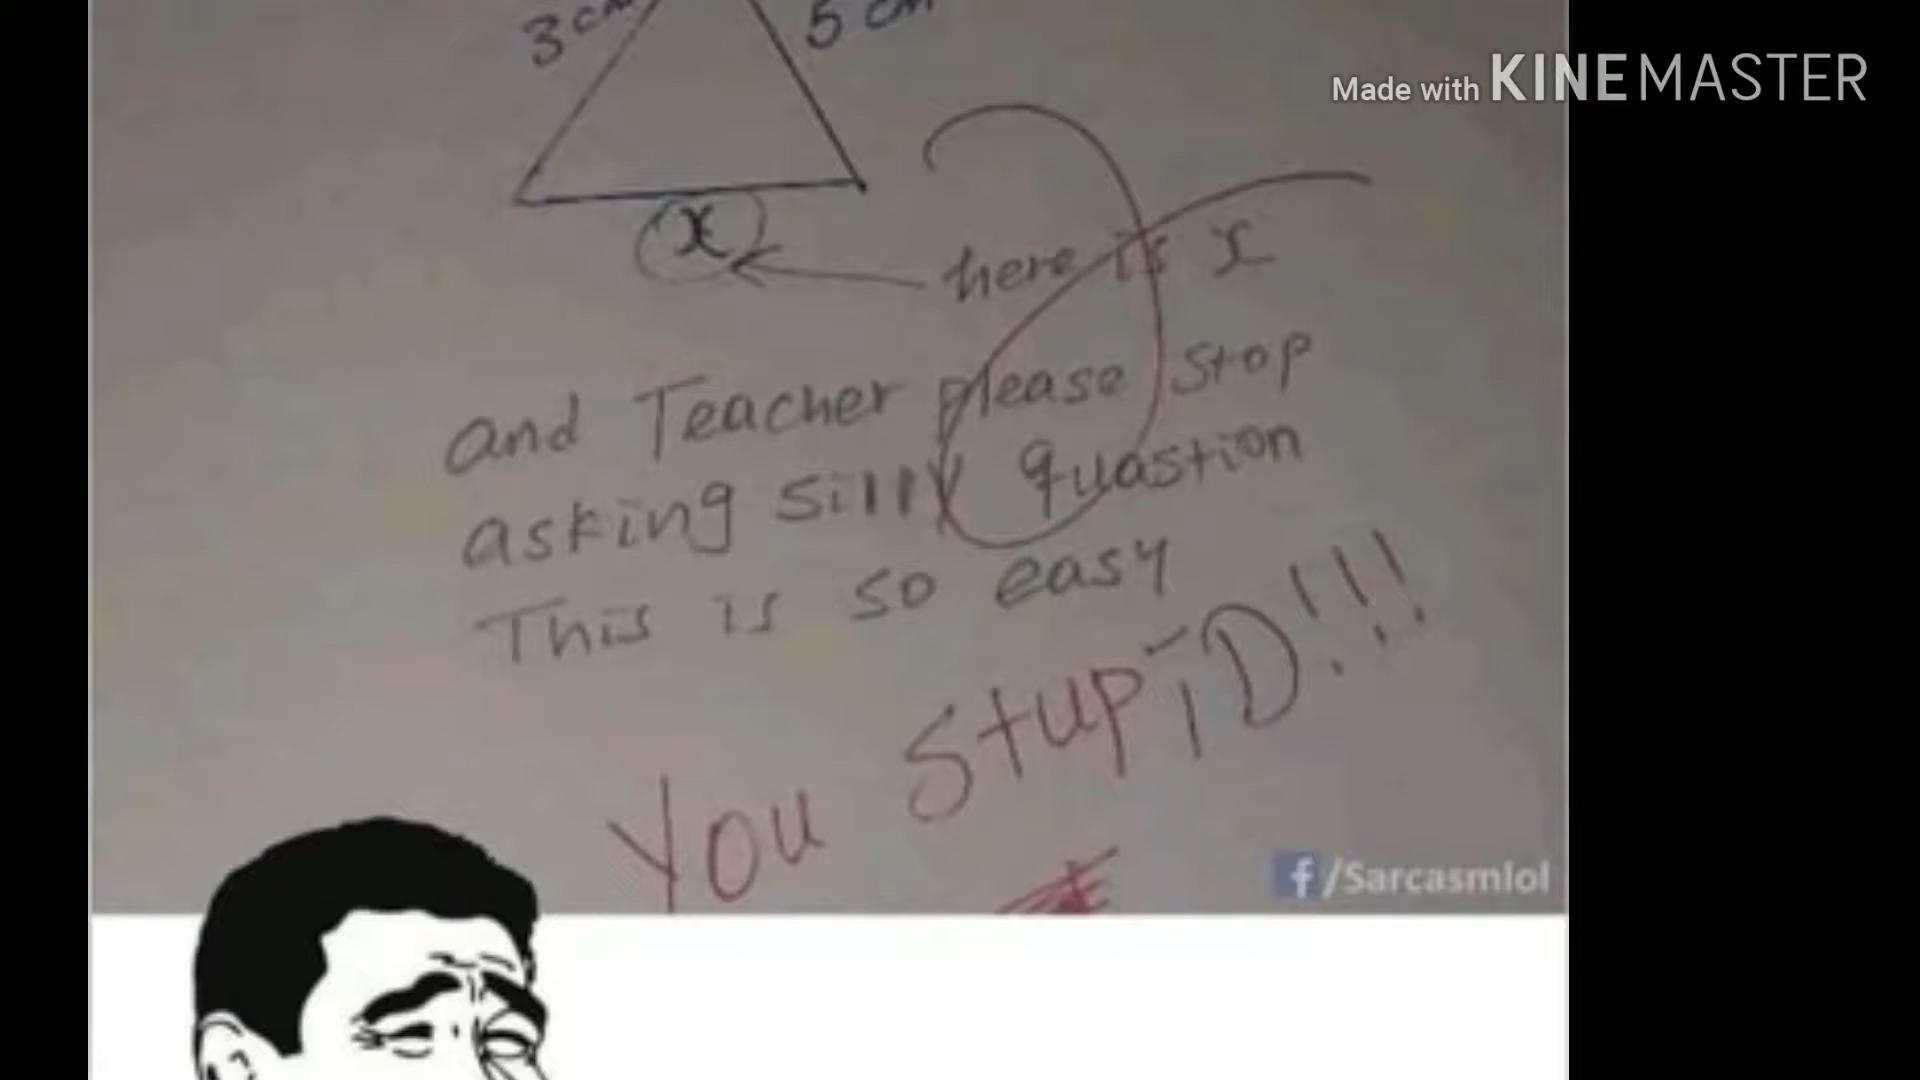 3 cm
5 cm
Made with KINEMASTER
x
here is x
and Teacher please stop
asking silly quastion
This is so easy
You StupiD!!!
f/Sarcasmlol